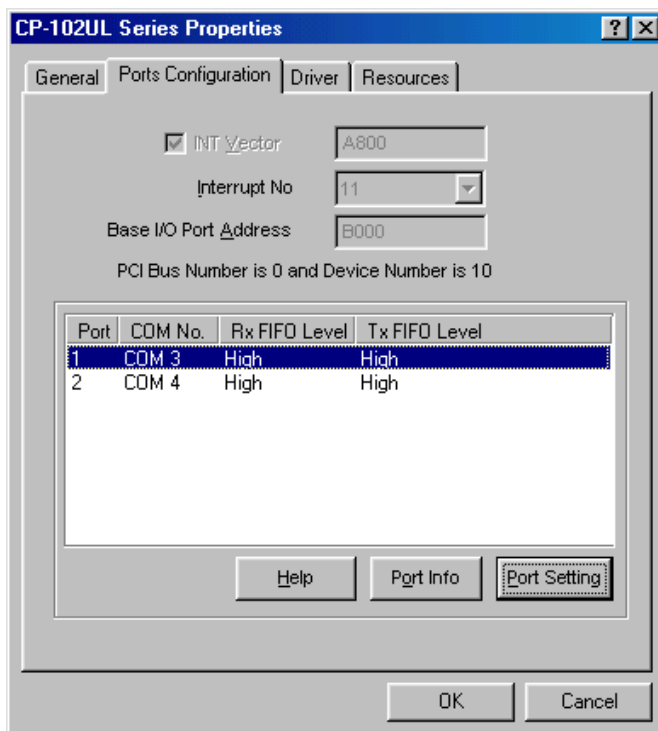 CP-102UL Series Properties
General Ports Configuration Driver Resources
INT Vector A800
Interrupt No 11
Base I/O Port Address B000
PCI Bus Number is 0 and Device Number is 10
Port COM No. Rx FIFO Level Tx FIFO Level
1 COM 3 High High
2 COM 4 High High
Help Port Info Port Setting
OK Cancel